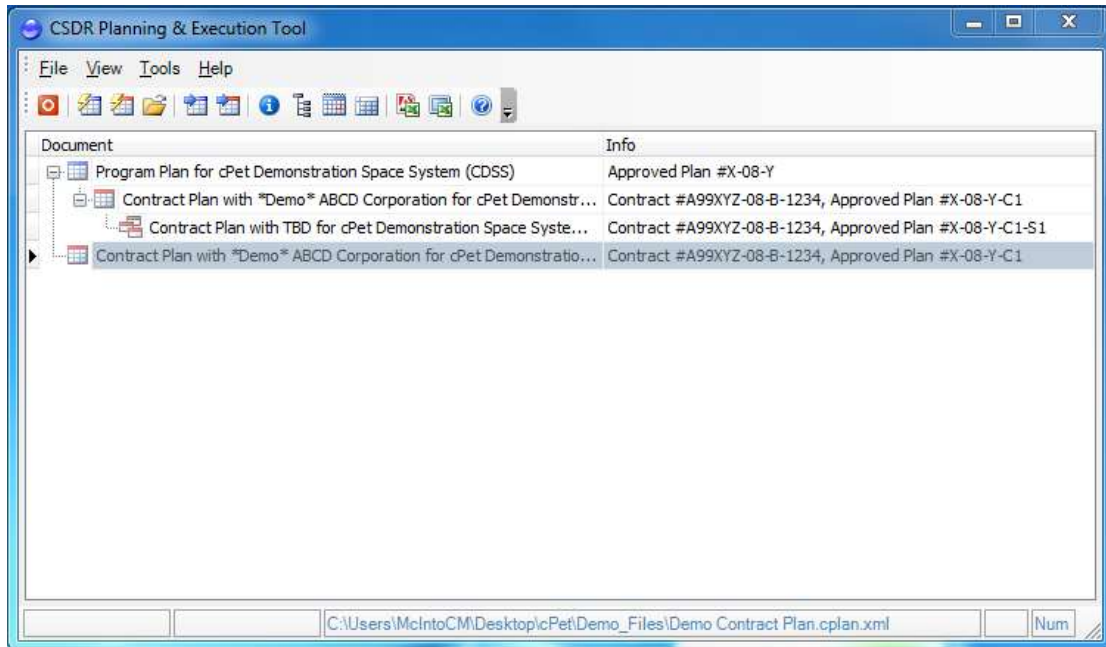 CSDR Planning & Execution Tool
File View Tools Help
Document Info
Program Plan for cPet Demonstration Space System (CDSS) Approved Plan #X-08-Y
Contract Plan with *Demo* ABCD Corporation for cPet Demonstr... Contract #A99XYZ-08-B-1234, Approved Plan #X-08-Y-C1
Contract Plan with TBD for cPet Demonstration Space Syste... Contract #A99XYZ-08-B-1234, Approved Plan #X-08-Y-C1-S1
Contract Plan with *Demo* ABCD Corporation for cPet Demonstratio... Contract #A99XYZ-08-B-1234, Approved Plan #X-08-Y-C1
C:\Users\McIntoCM\Desktop\cPet\Demo_Files\Demo Contract Plan.cplan.xml Num